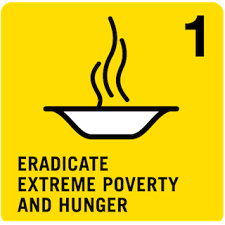 1
ERADICATE
EXTREME POVERTY
AND HUNGER